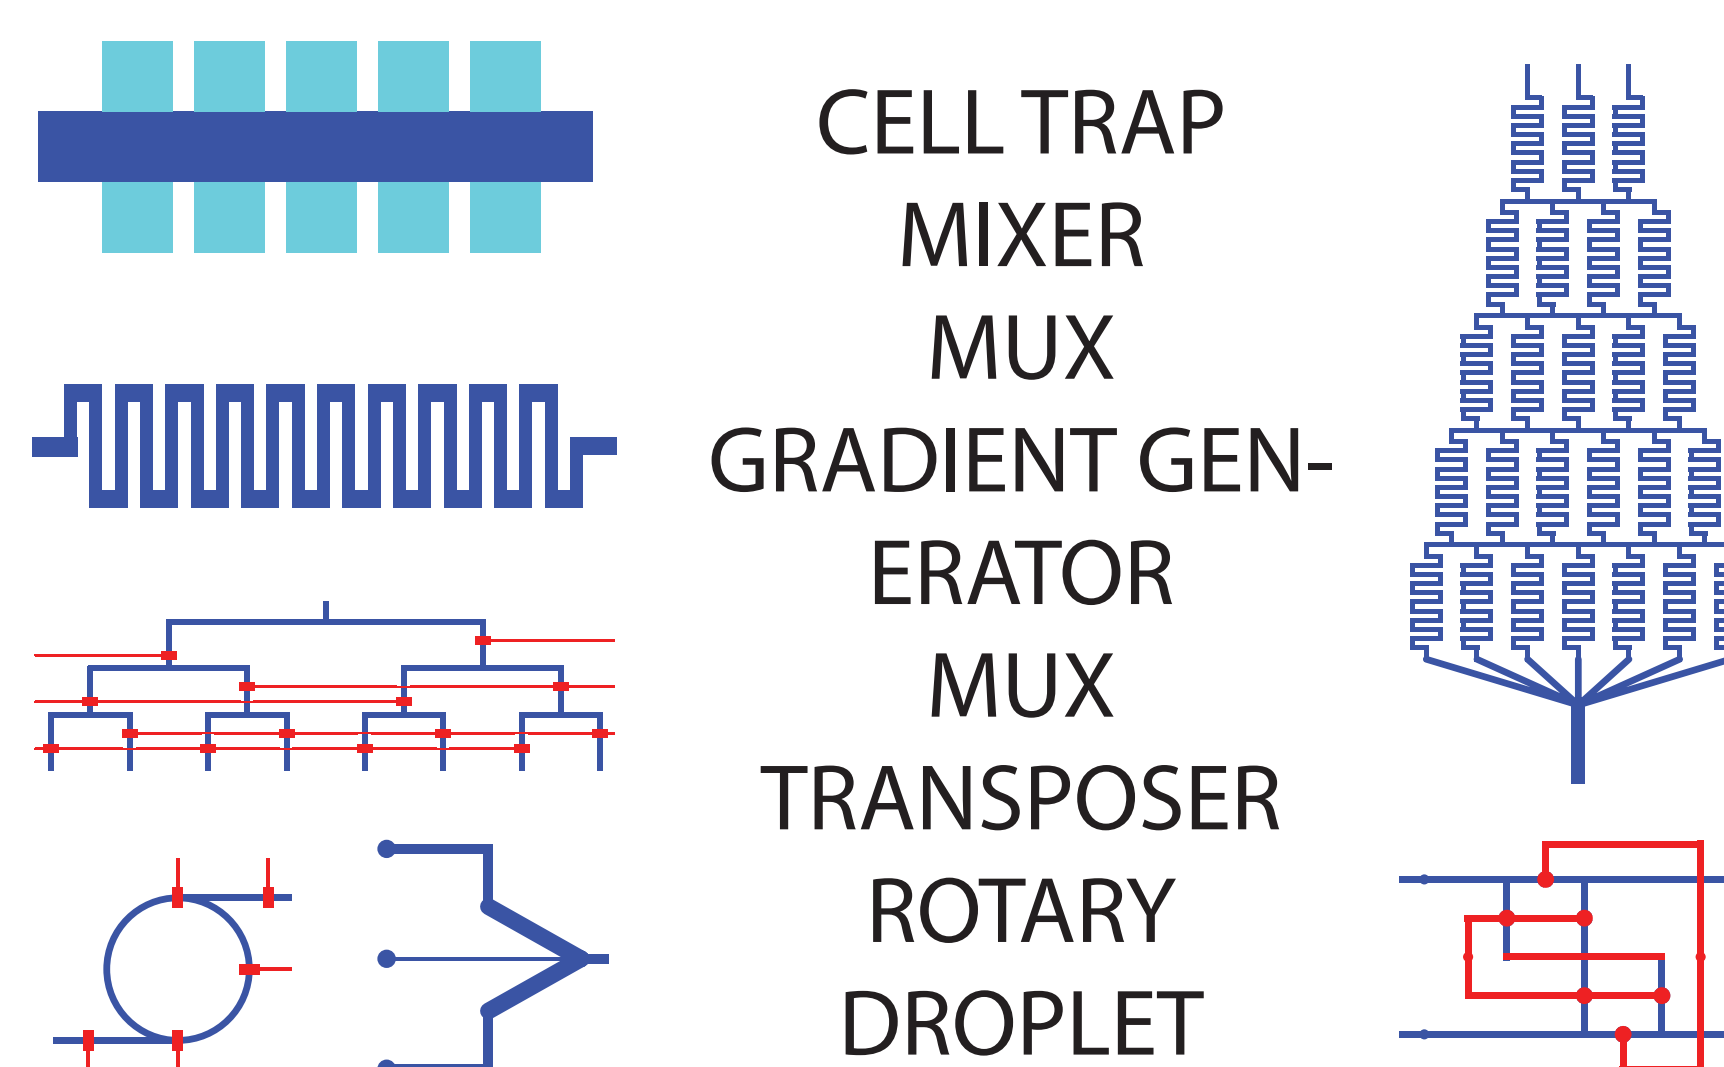 CELL TRAP
MIXER
MUX
GRADIENT GEN-
ERATOR
MUX
TRANSPOSER
ROTARY
DROPLET